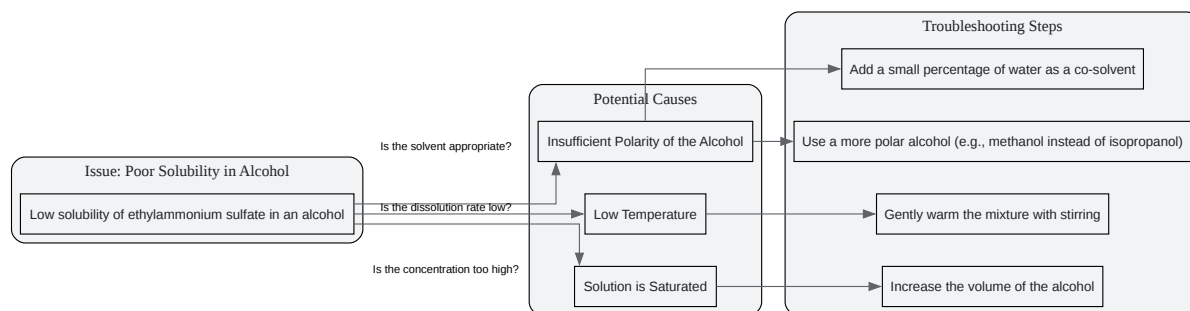 Issue: Poor Solubility in Alcohol
Low solubility of ethylammonium sulfate in an alcohol
Is the solvent appropriate?
Is the dissolution rate low?
Is the concentration too high?
Potential Causes
Insufficient Polarity of the Alcohol
Low Temperature
Solution is Saturated
Troubleshooting Steps
Add a small percentage of water as a co-solvent
Use a more polar alcohol (e.g., methanol instead of isopropanol)
Gently warm the mixture with stirring
Increase the volume of the alcohol